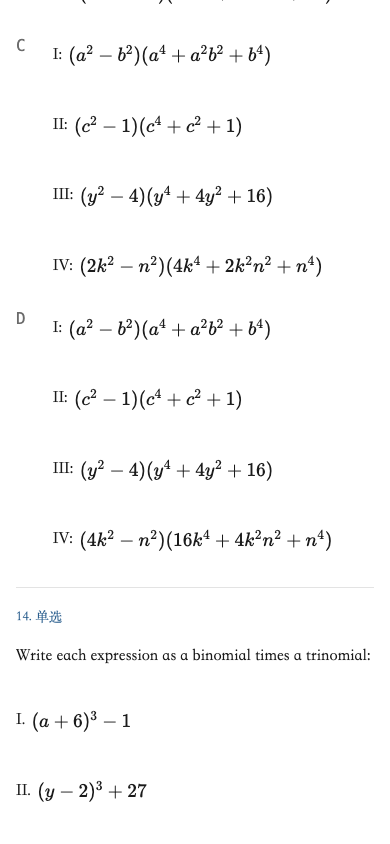 C
I: (a² − b²)(a⁴ + a²b² + b⁴)
II: (c² − 1)(c⁴ + c² + 1)
III: (y² − 4)(y⁴ + 4y² + 16)
IV: (2k² − n²)(4k⁴ + 2k²n² + n⁴)
D
I: (a² − b²)(a⁴ + a²b² + b⁴)
II: (c² − 1)(c⁴ + c² + 1)
III: (y² − 4)(y⁴ + 4y² + 16)
IV: (4k² − n²)(16k⁴ + 4k²n² + n⁴)
14. 单选
Write each expression as a binomial times a trinomial:
I. (a + 6)³ − 1
II. (y − 2)³ + 27